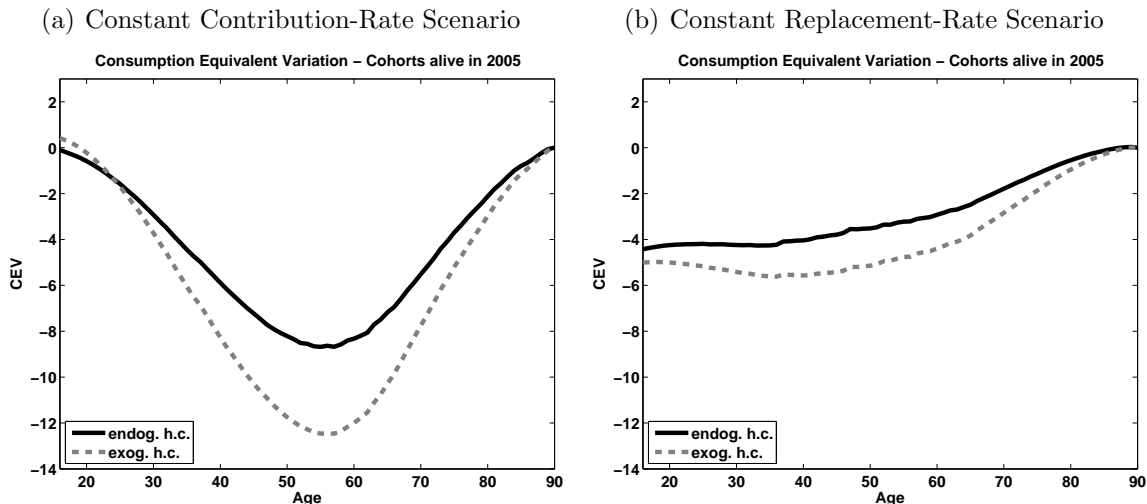 (a) Constant Contribution-Rate Scenario
Consumption Equivalent Variation – Cohorts alive in 2005
2
0
−2
−4
−6
−8
−10
−12
−14
CEV
endog. h.c.
exog. h.c.
20 30 40 50 60 70 80 90
Age
(b) Constant Replacement-Rate Scenario
Consumption Equivalent Variation – Cohorts alive in 2005
2
0
−2
−4
−6
−8
−10
−12
−14
CEV
endog. h.c.
exog. h.c.
20 30 40 50 60 70 80 90
Age